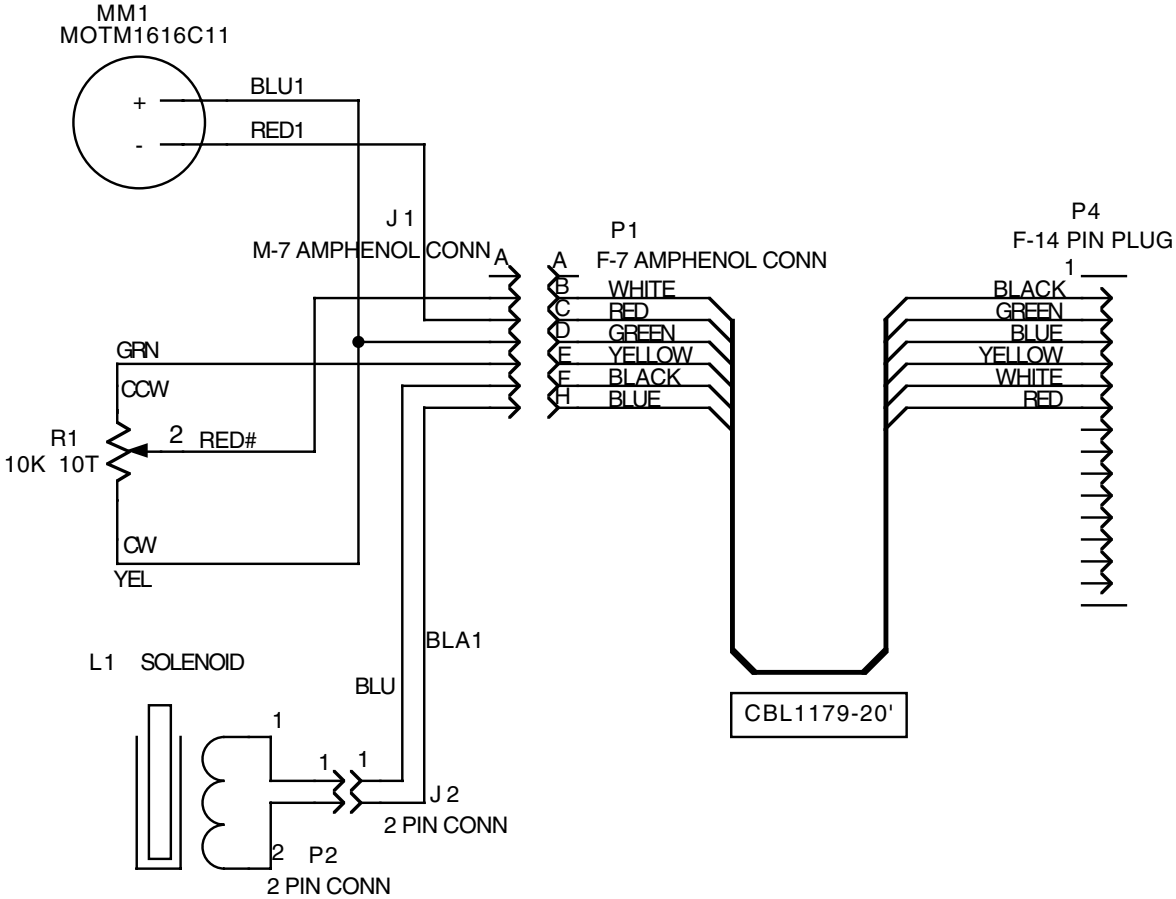 MM1
MOTM1616C11
+
BLU1
-
RED1
J1
M-7 AMPHENOL CONN
A
A
P1
F-7 AMPHENOL CONN
P4
F-14 PIN PLUG
1
B
WHITE
BLACK
C
RED
GREEN
D
GREEN
BLUE
E
YELLOW
YELLOW
F
BLACK
WHITE
H
BLUE
RED
GRN
CCW
R1
10K 10T
2
RED#
CW
YEL
BLA1
L1 SOLENOID
BLU
CBL1179-20'
1
1
1
J2
2 PIN CONN
2
P2
2 PIN CONN